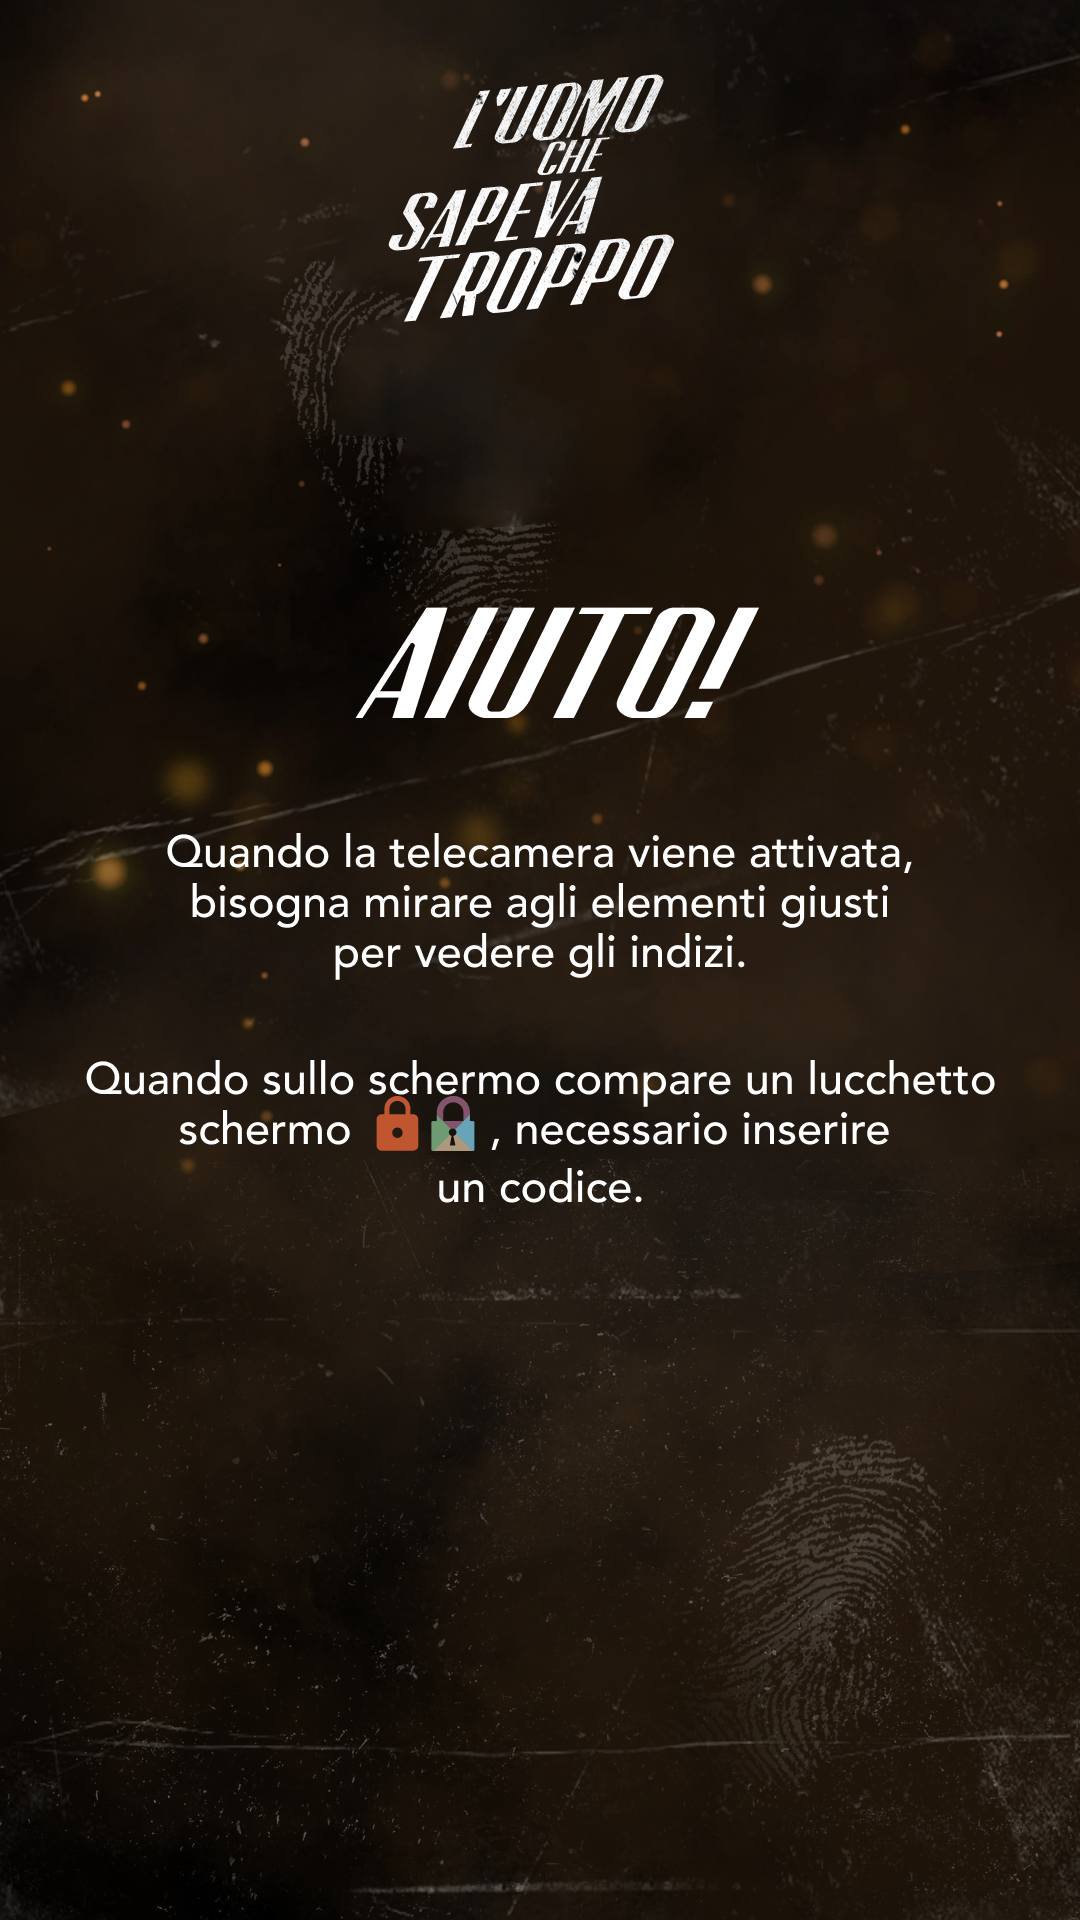 L'UOMO
CHE
SAPEVA
TROPPO
AIUTO!
Quando la telecamera viene attivata,
bisogna mirare agli elementi giusti
per vedere gli indizi.
Quando sullo schermo compare un lucchetto
schermo , necessario inserire
un codice.